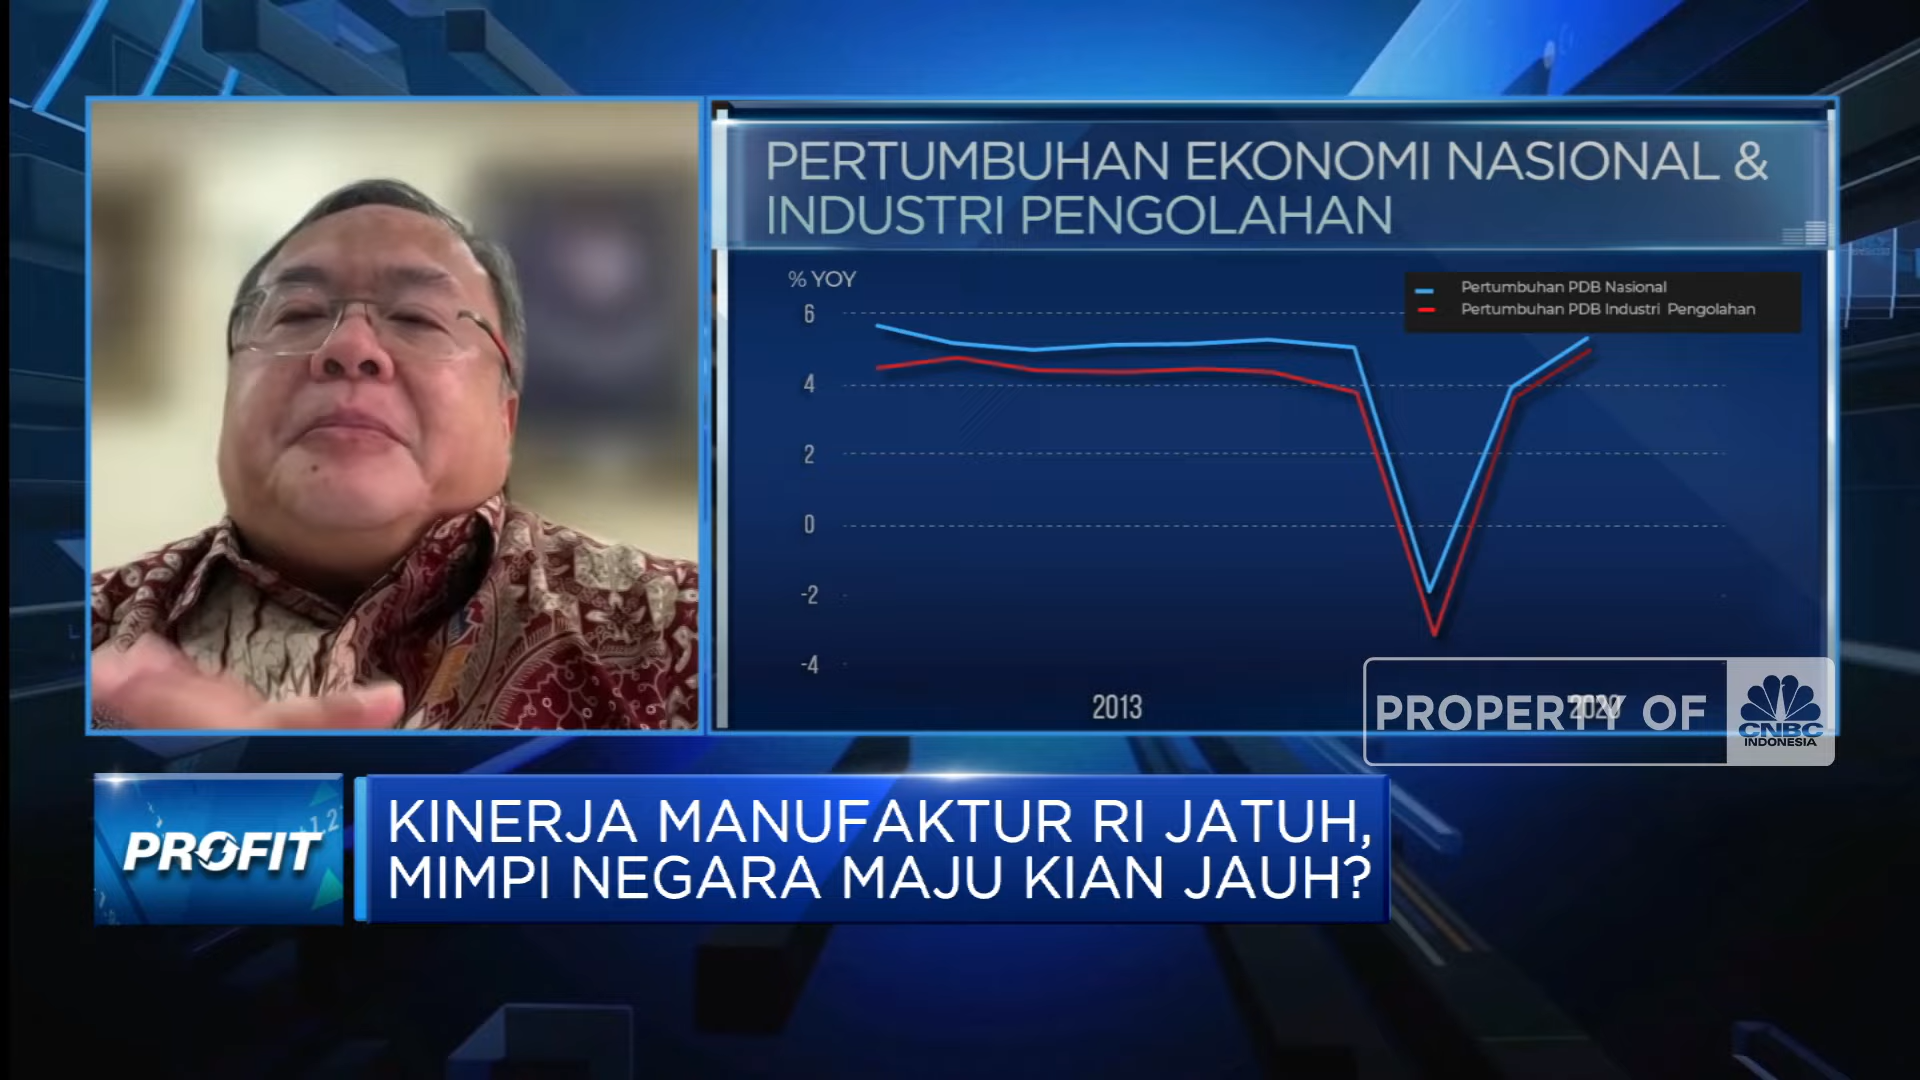 PERTUMBUHAN EKONOMI NASIONAL &
INDUSTRI PENGOLAHAN
% YOY
Pertumbuhan PDB Nasional
Pertumbuhan PDB Industri Pengolahan
6
4
2
0
-2
-4
2013
2020
PROPERTY OF
CNBC
INDONESIA
PROFIT
KINERJA MANUFAKTUR RI JATUH,
MIMPI NEGARA MAJU KIAN JAUH?